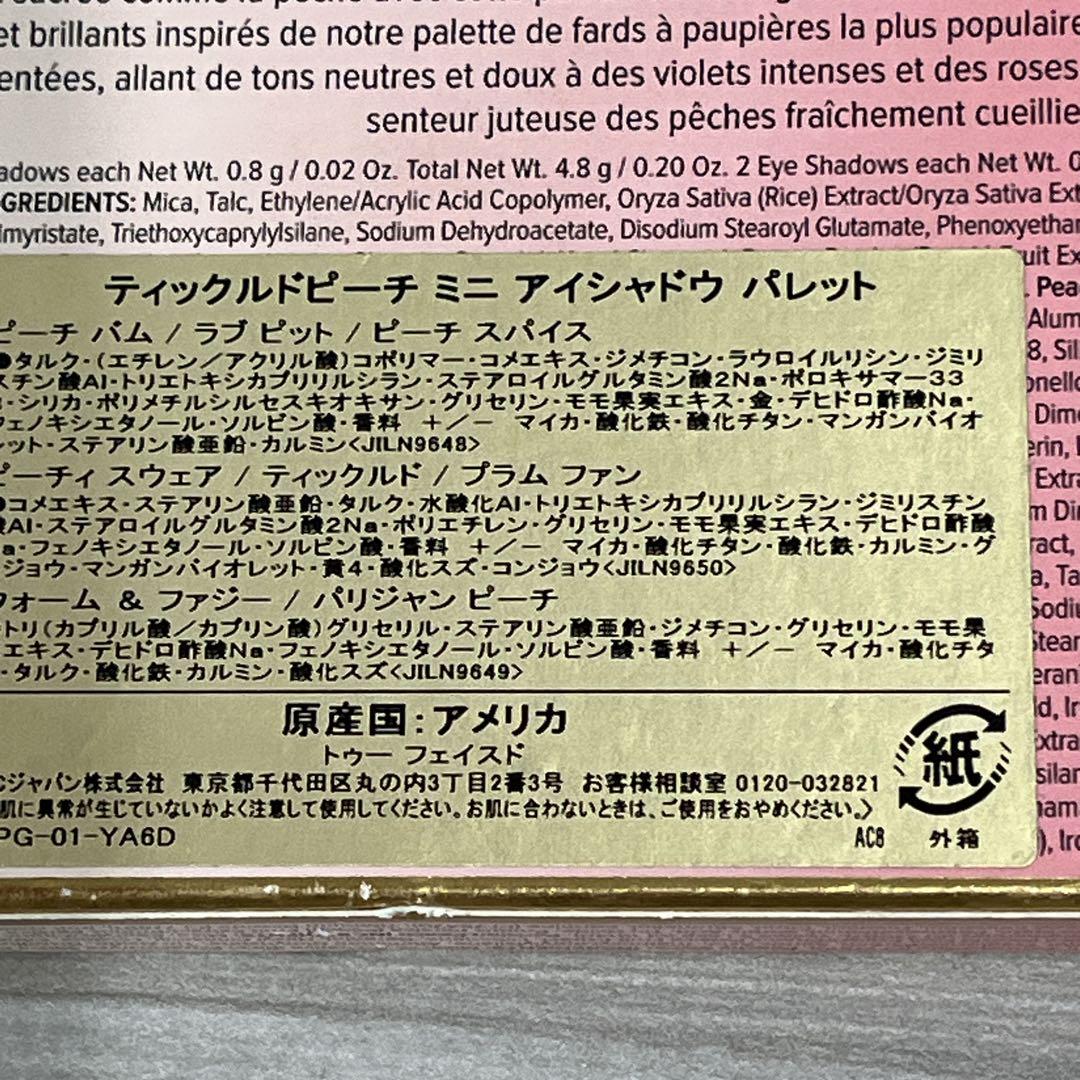 et brillants inspirés de notre palette de fards à paupières la plus populaire
entées, allant de tons neutres et doux à des violets intenses et des roses
senteur juteuse des pêches fraîchement cueillie
adows each Net Wt. 0.8 g / 0.02 Oz. Total Net Wt. 4.8 g / 0.20 Oz. 2 Eye Shadows each Net Wt. 0
GREDIENTS: Mica, Talc, Ethylene/Acrylic Acid Copolymer, Oryza Sativa (Rice) Extract/Oryza Sativa Ext
imyristate, Triethoxycaprylylsilane, Sodium Dehydroacetate, Disodium Stearoyl Glutamate, Phenoxyethan
ティックルドピーチ ミニ アイシャドウ パレット
ピーチ バム / ラブ ピット / ピーチ スパイス
●タルク・(エチレン/アクリル酸)コポリマー・コメエキス・ジメチコン・ラウロイルリシン・ジミリ
スチン酸Al・トリエトキシカプリリルシラン・ステアロイルグルタミン酸2Na・ポロキサマー33
8・シリカ・ポリメチルシルセスキオキサン・グリセリン・モモ果実エキス・金・デヒドロ酢酸Na・
フェノキシエタノール・ソルビン酸・香料 +/− マイカ・酸化鉄・酸化チタン・マンガンバイオ
レット・ステアリン酸亜鉛・カルミン<JILN9648>
ピーチィ スウェア / ティックルド / プラム ファン
●コメエキス・ステアリン酸亜鉛・タルク・水酸化Al・トリエトキシカプリリルシラン・ジミリスチン
酸Al・ステアロイルグルタミン酸2Na・ポリエチレン・グリセリン・モモ果実エキス・デヒドロ酢酸
Na・フェノキシエタノール・ソルビン酸・香料 +/− マイカ・酸化チタン・酸化鉄・カルミン・グ
ンジョウ・マンガンバイオレット・黄4・酸化スズ・コンジョウ<JILN9650>
ウォーム & ファジー / パリジャン ピーチ
トリ(カプリル酸/カプリン酸)グリセリル・ステアリン酸亜鉛・ジメチコン・グリセリン・モモ果
エキス・デヒドロ酢酸Na・フェノキシエタノール・ソルビン酸・香料 +/− マイカ・酸化チタ
・タルク・酸化鉄・カルミン・酸化スズ<JILN9649>
原産国：アメリカ
トゥー フェイスド
Cジャパン株式会社 東京都千代田区丸の内3丁目2番3号 お客様相談室 0120-032821
肌に異常が生じていないかよく注意して使用してください。お肌に合わないときは、ご使用をおやめください。〉
PG-01-YA6D
AC8
紙
外箱